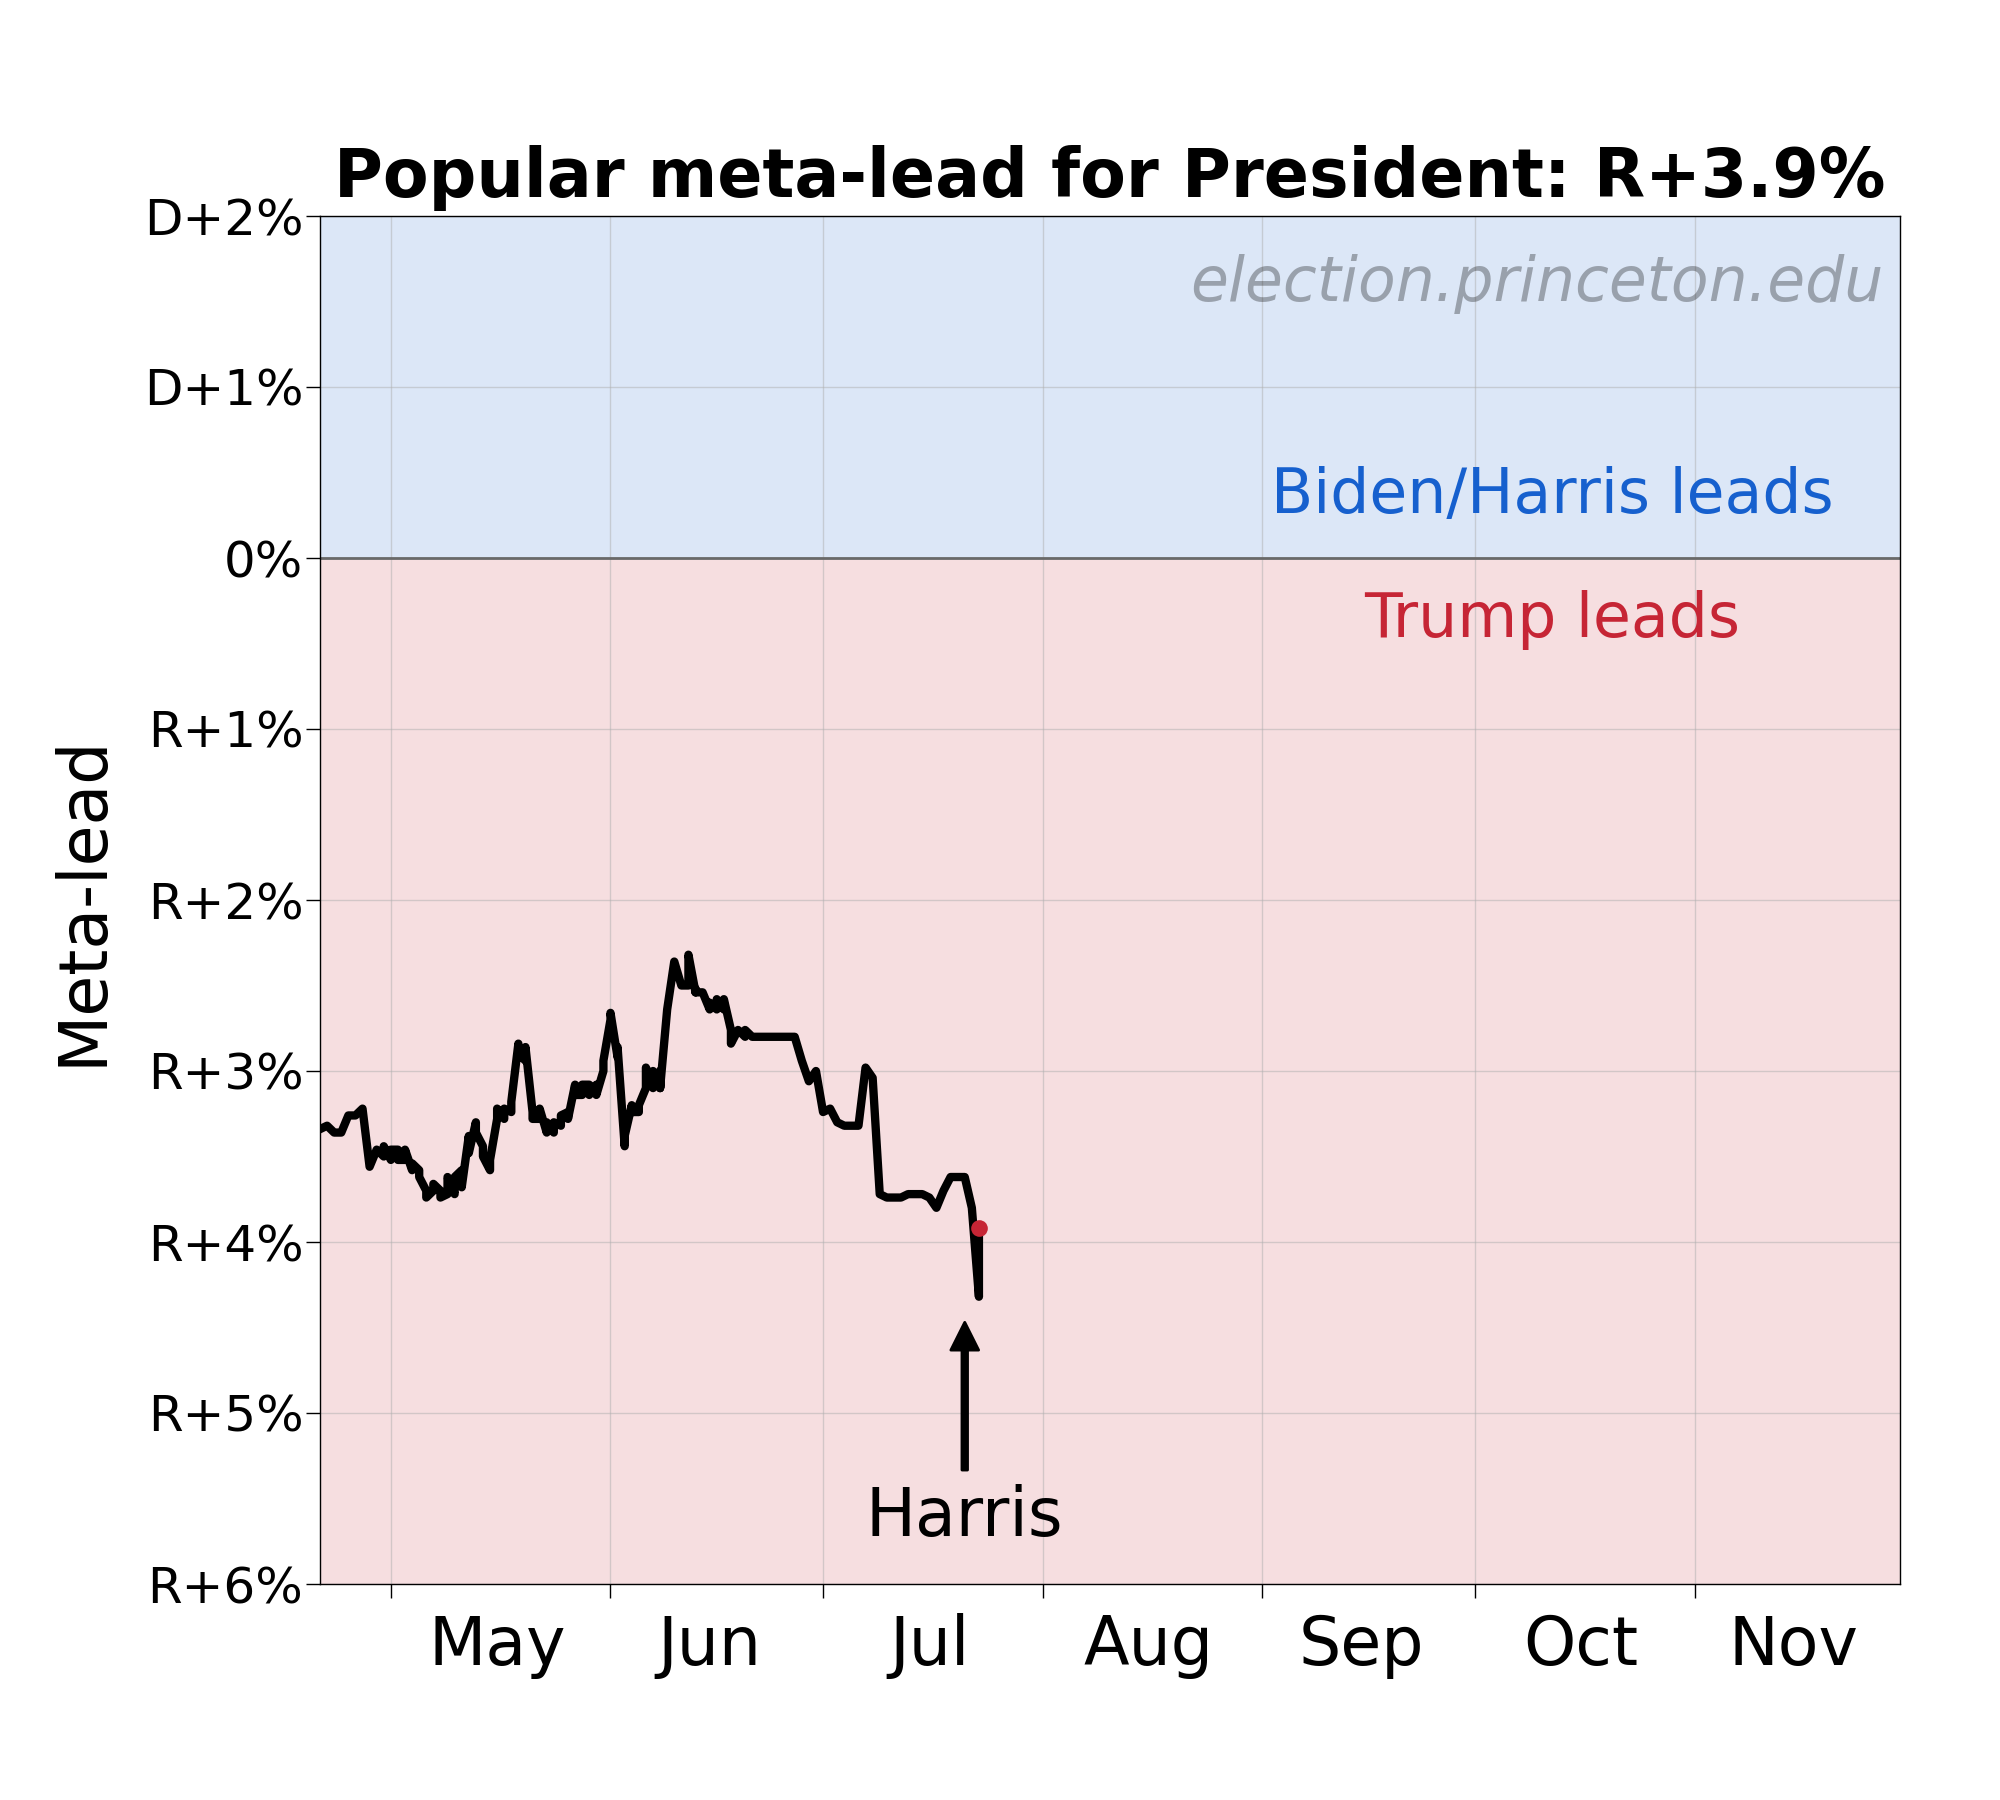 Popular meta-lead for President: R+3.9%
D+2%
election.princeton.edu
D+1%
Biden/Harris leads
0%
Trump leads
R+1%
Meta-lead
R+2%
R+3%
R+4%
R+5%
Harris
R+6%
May Jun Jul Aug Sep Oct Nov